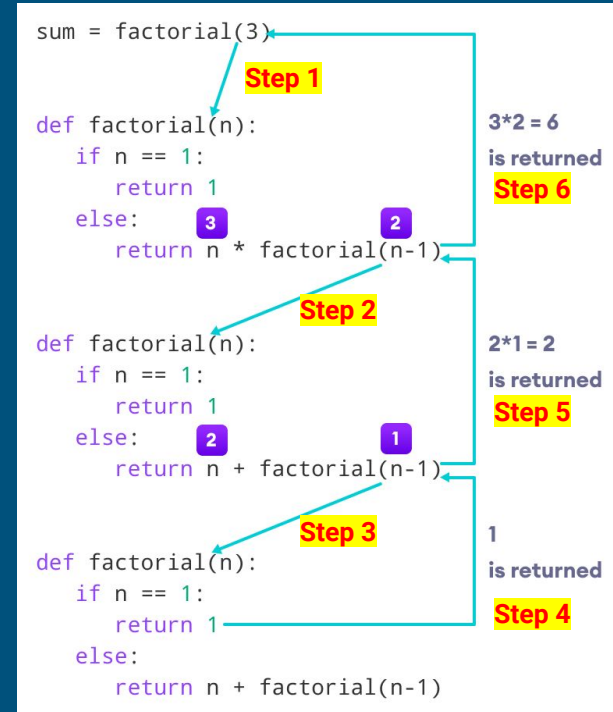 sum = factorial(3)
Step 1
def factorial(n):
if n == 1:
return 1
else:
3 2
return n * factorial(n-1)
3*2 = 6
is returned
Step 6
Step 2
def factorial(n):
if n == 1:
return 1
else:
2 1
return n + factorial(n-1)
2*1 = 2
is returned
Step 5
Step 3
def factorial(n):
if n == 1:
return 1
else:
return n + factorial(n-1)
1
is returned
Step 4